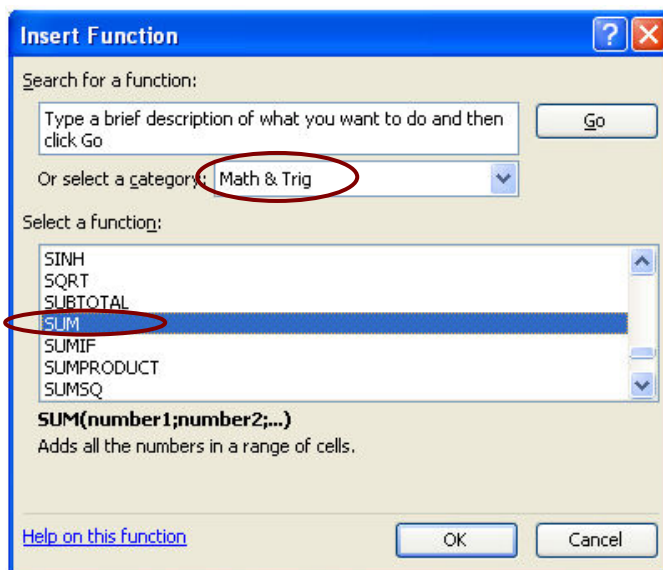 Insert Function
Search for a function:
Type a brief description of what you want to do and then
click Go
Go
Or select a category: Math & Trig
Select a function:
SINH
SQRT
SUBTOTAL
SUM
SUMIF
SUMPRODUCT
SUMSQ
SUM(number1;number2;...)
Adds all the numbers in a range of cells.
Help on this function
OK
Cancel